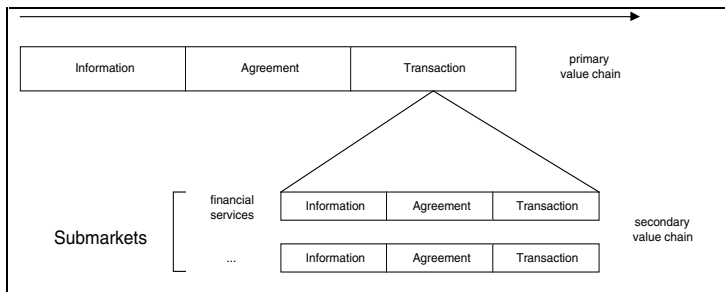 Information Agreement Transaction
primary
value chain
financial
services
Information Agreement Transaction
Submarkets
secondary
value chain
...
Information Agreement Transaction